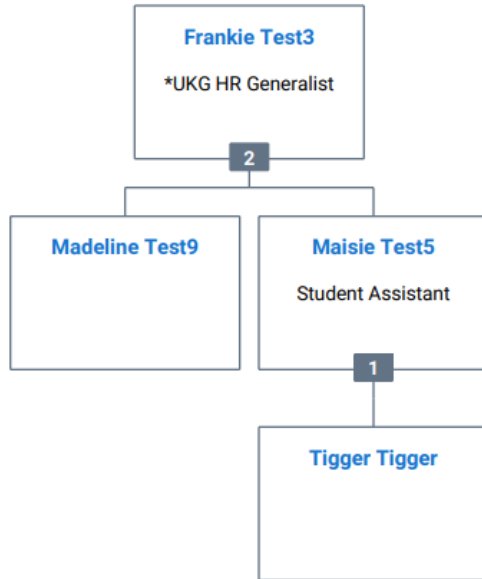 Frankie Test3
*UKG HR Generalist
2
Madeline Test9
Maisie Test5
Student Assistant
1
Tigger Tigger